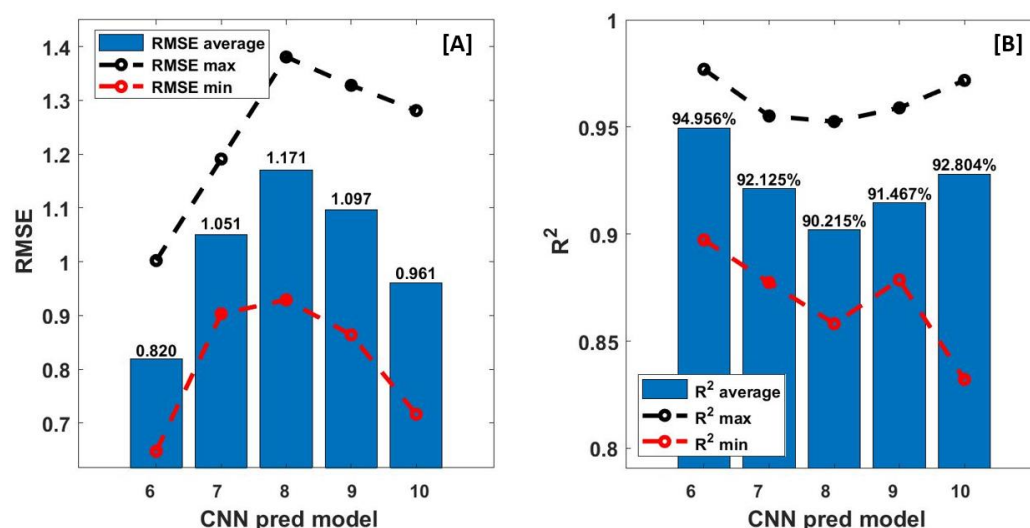 [A]
RMSE average
RMSE max
RMSE min
1.4
1.3
1.2
1.1
1
0.9
0.8
0.7
RMSE
0.820
1.051
1.171
1.097
0.961
6 7 8 9 10
CNN pred model
[B]
1
0.95
0.9
0.85
0.8
R²
94.956%
92.125%
90.215%
91.467%
92.804%
R² average
R² max
R² min
6 7 8 9 10
CNN pred model